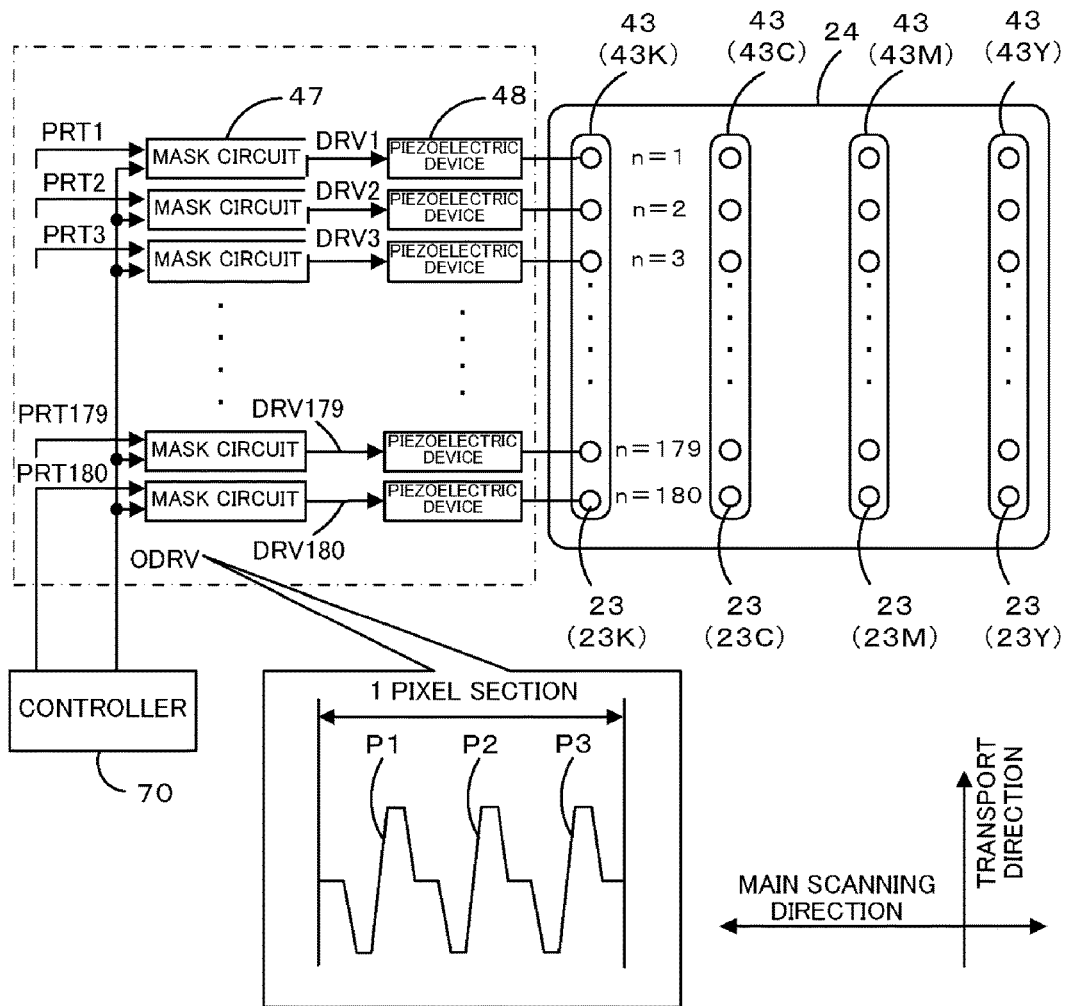 43 43 24 43 43
(43K) (43C) (43M) (43Y)
47 48
PRT1 MASK CIRCUIT DRV1 PIEZOELECTRIC DEVICE n=1
PRT2 MASK CIRCUIT DRV2 PIEZOELECTRIC DEVICE n=2
PRT3 MASK CIRCUIT DRV3 PIEZOELECTRIC DEVICE n=3
PRT179 MASK CIRCUIT DRV179 PIEZOELECTRIC DEVICE n=179
PRT180 MASK CIRCUIT DRV180 PIEZOELECTRIC DEVICE n=180
ODRV
23 23 23 23
(23K) (23C) (23M) (23Y)
CONTROLLER
70
1 PIXEL SECTION
P1 P2 P3
MAIN SCANNING
DIRECTION
TRANSPORT
DIRECTION